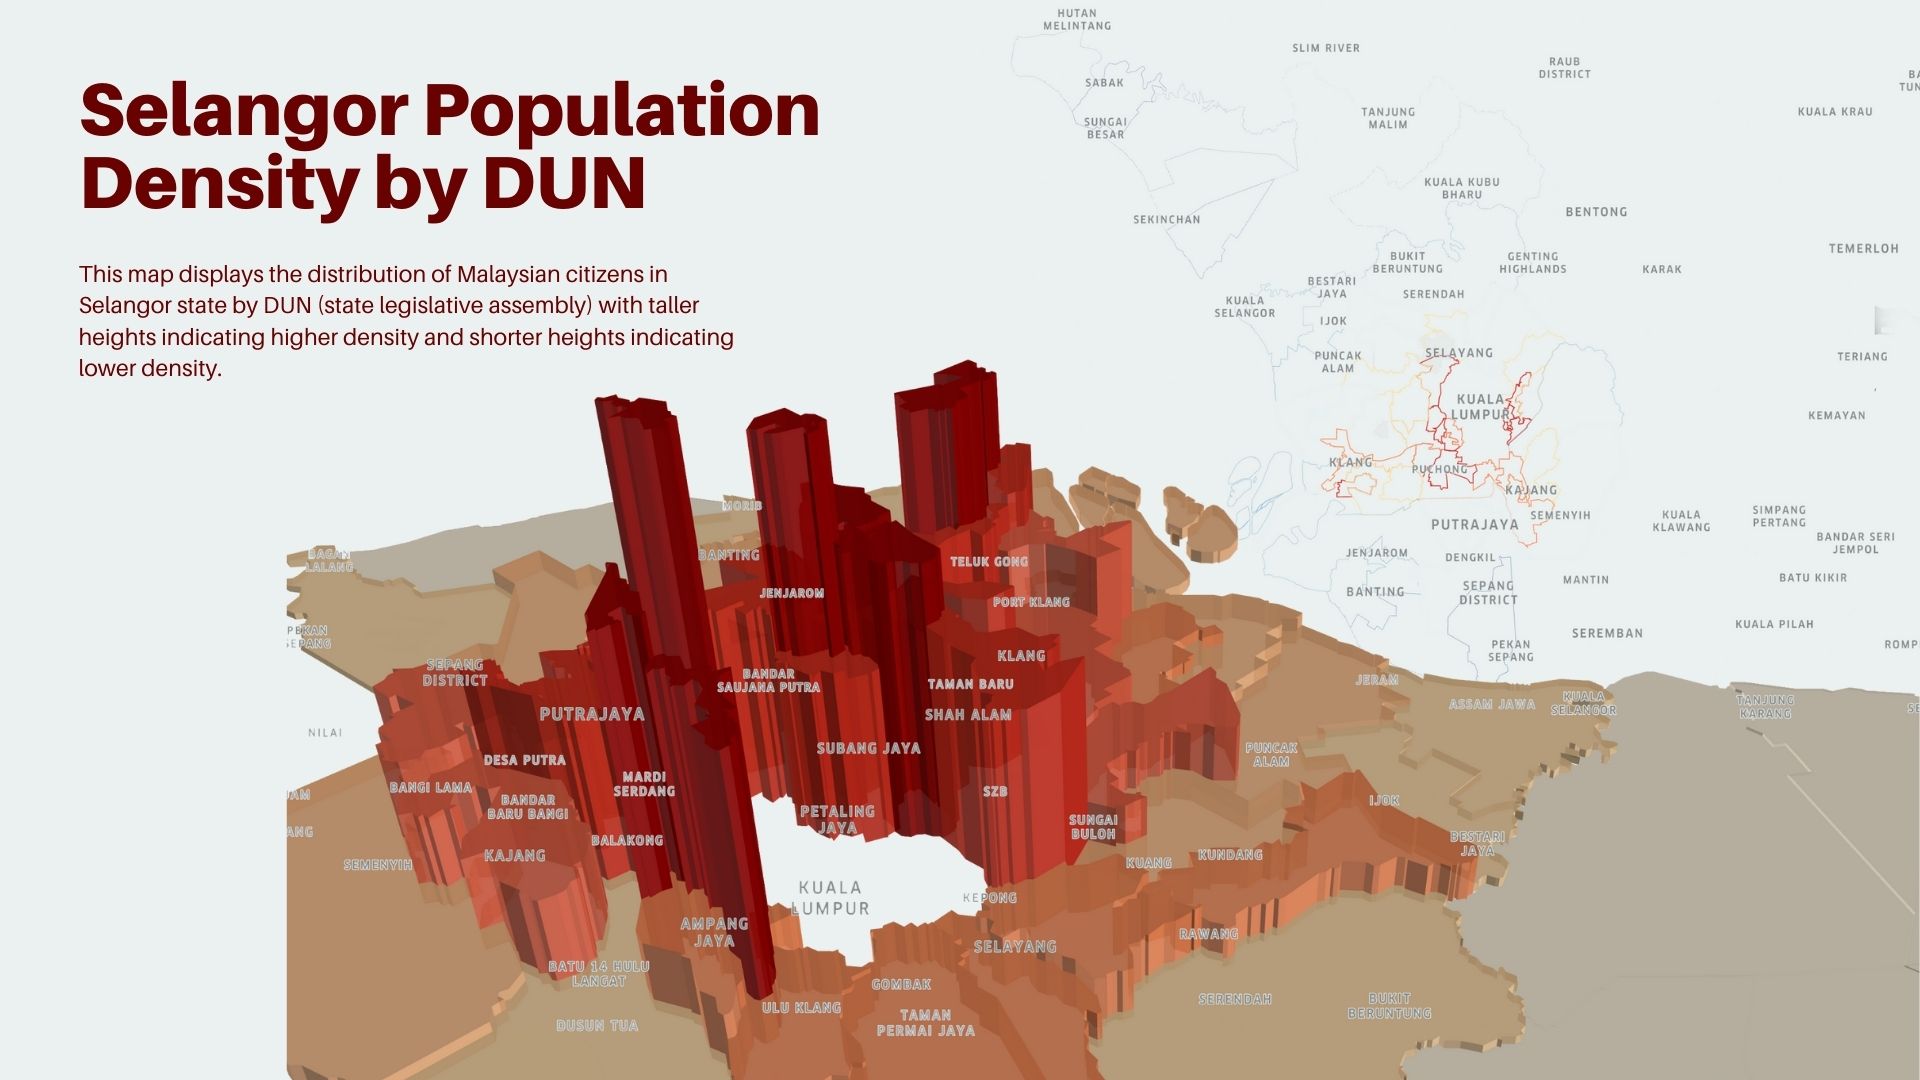 Selangor Population
Density by DUN
This map displays the distribution of Malaysian citizens in
Selangor state by DUN (state legislative assembly) with taller
heights indicating higher density and shorter heights indicating
lower density.
HUTAN
MELINTANG
SLIM RIVER
RAUB
DISTRICT
SABAK
KUALA KRAU
TANJUNG
MALIM
SUNGAI
BESAR
KUALA KUBU
BHARU
BENTONG
SEKINCHAN
TEMERLOH
BUKIT
BERUNTUNG
GENTING
HIGHLANDS
KARAK
BESTARI
JAYA
SERENDAH
KUALA
SELANGOR
IJOK
PUNCAK
ALAM
SELAYANG
TERIANG
KUALA
LUMPUR
KEMAYAN
KLANG
PUCHONG
KAJANG
SEMENYIH
PUTRAJAYA
KUALA
KLAWANG
SIMPANG
PERTANG
BANDAR SERI
JEMPOL
JENJAROM
DENGKIL
BANTING
SEPANG
DISTRICT
MANTIN
BATU KIKIR
PEKAN
SEPANG
SEREMBAN
KUALA PILAH
MORIB
BAGAN
LALANG
BANTING
TELUK GONG
JENJAROM
PORT KLANG
PEKAN
SEPANG
SEPANG
DISTRICT
KLANG
BANDAR
SAUJANA PUTRA
TAMAN BARU
JERAM
ASSAM JAWA
KUALA
SELANGOR
TANJUNG
KARANG
PUTRAJAYA
SHAH ALAM
NILAI
SUBANG JAYA
PUNCAK
ALAM
DESA PUTRA
MARDI
SERDANG
BANGI LAMA
SZB
BANDAR
BARU BANGI
IJOK
PETALING
JAYA
SUNGAI
BULOH
BALAKONG
BESTARI
JAYA
KAJANG
SEMENYIH
KUANG
KUNDANG
KUALA
LUMPUR
KEPONG
AMPANG
JAYA
SELAYANG
RAWANG
BATU 14 HULU
LANGAT
GOMBAK
ULU KLANG
SERENDAH
BUKIT
BERUNTUNG
DUSUN TUA
TAMAN
PERMAI JAYA